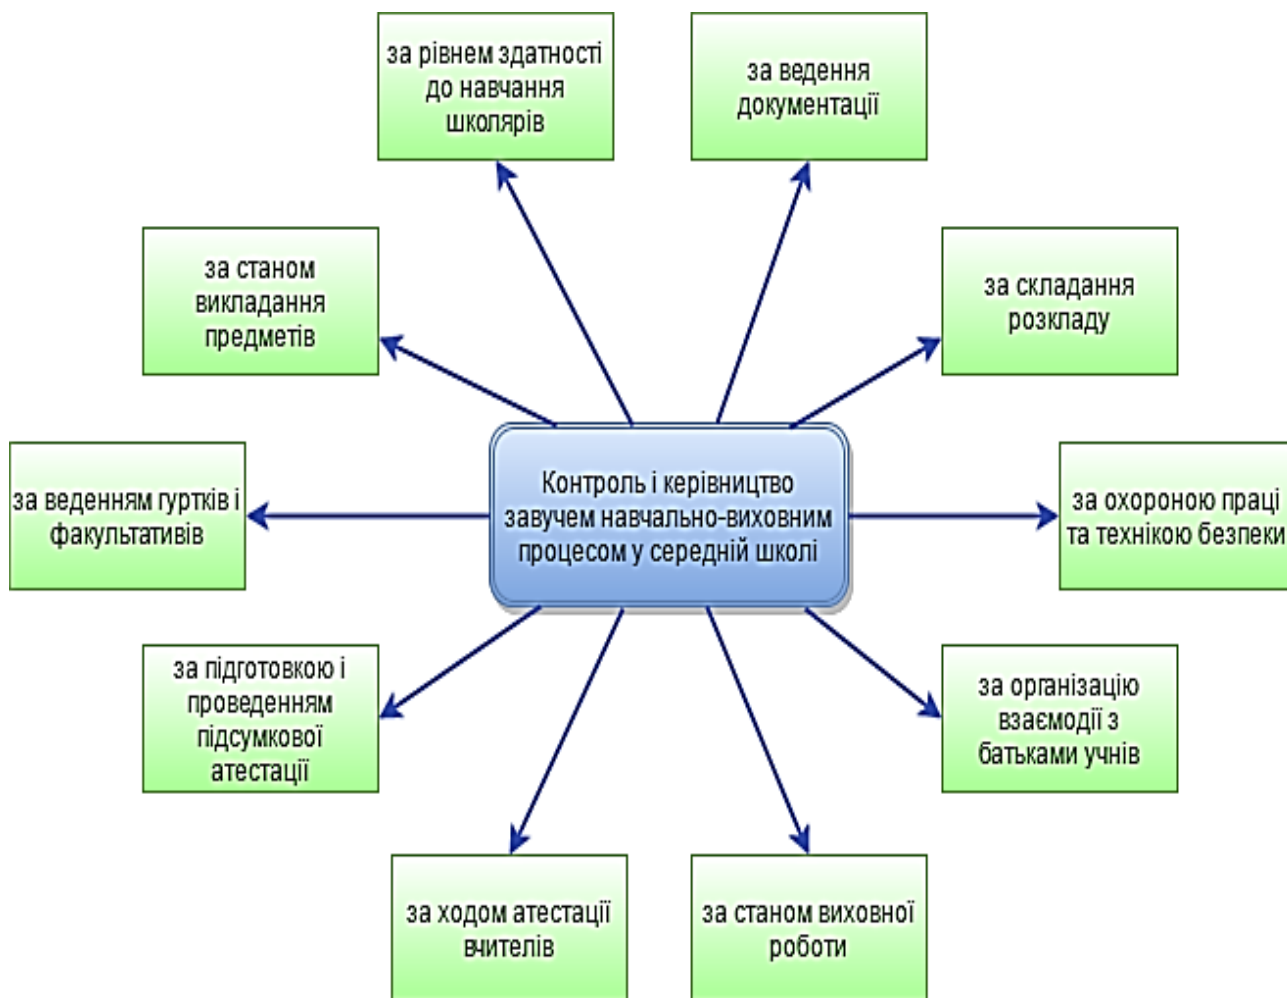 за рівнем здатності
до навчання
школярів
за ведення
документації
за станом
викладання
предметів
за складання
розкладу
за веденням гуртків і
факультативів
Контроль і керівництво
завучем навчально-виховним
процесом у середній школі
за охороною праці
та технікою безпеки
за підготовкою і
проведенням
підсумкової
атестації
за організацію
взаємодії з
батьками учнів
за ходом атестації
вчителів
за станом виховної
роботи